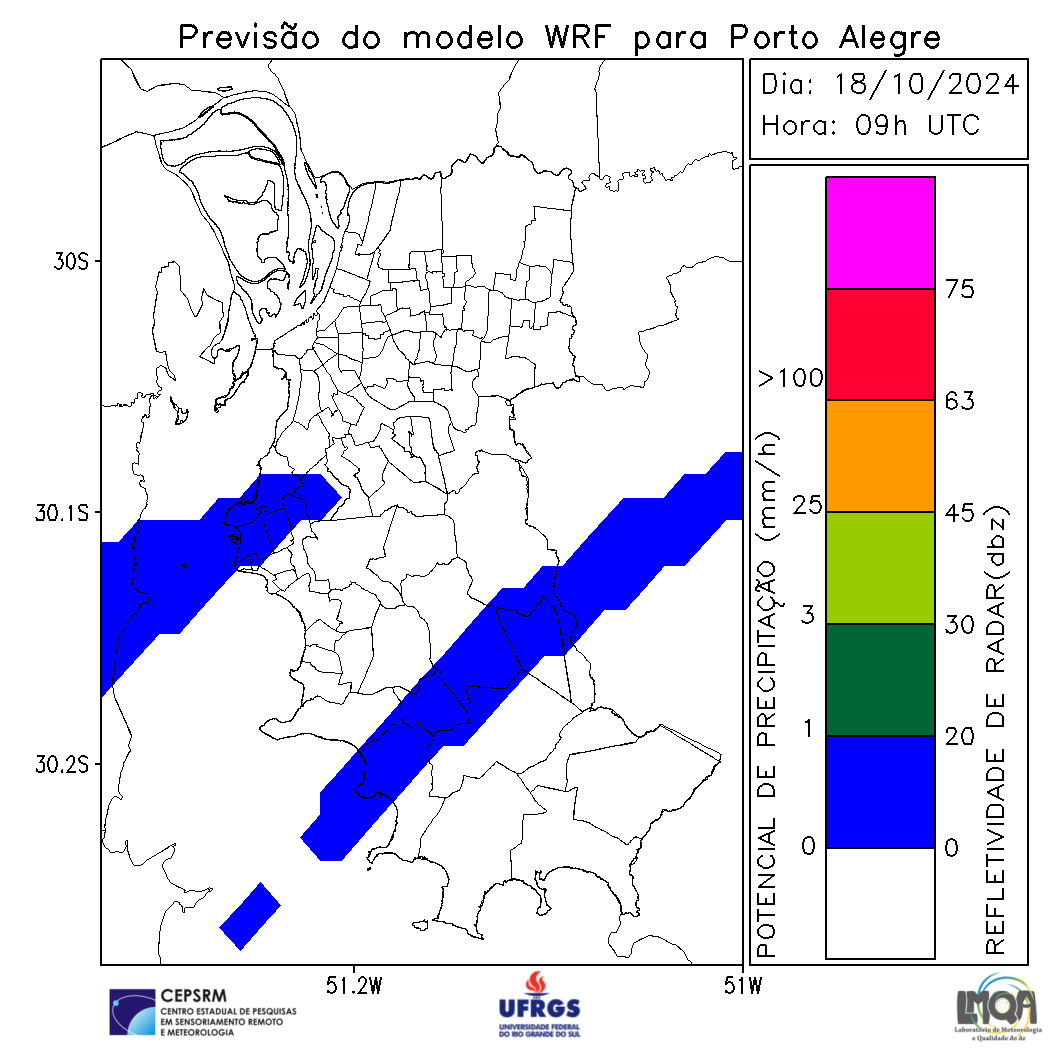 Previsão do modelo WRF para Porto Alegre
Dia: 18/10/2024
Hora: 09h UTC
30S
30.1S
30.2S
51.2W
51W
POTENCIAL DE PRECIPITAÇÃO (mm/h)
>100
25
3
1
0
75
63
45
30
20
0
REFLETIVIDADE DE RADAR(dbz)
CEPSRM
CENTRO ESTADUAL DE PESQUISAS
EM SENSORIAMENTO REMOTO
E METEOROLOGIA
UFRGS
UNIVERSIDADE FEDERAL
DO RIO GRANDE DO SUL
LMQA
Laboratório de Meteorologia
e Qualidade do Ar